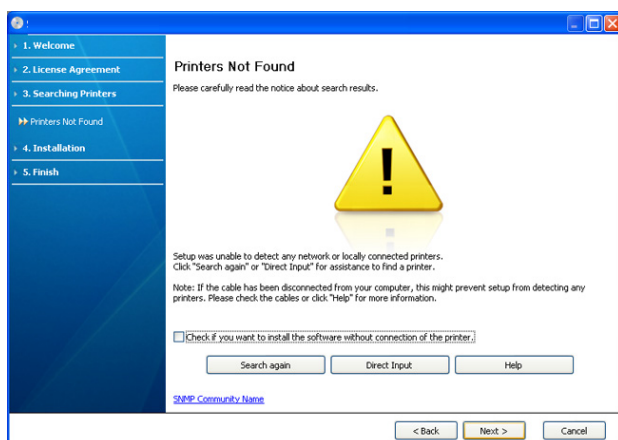 1. Welcome
2. License Agreement
3. Searching Printers
Printers Not Found
4. Installation
5. Finish
Printers Not Found
Please carefully read the notice about search results.
Setup was unable to detect any network or locally connected printers.
Click "Search again" or "Direct Input" for assistance to find a printer.
Note: If the cable has been disconnected from your computer, this might prevent setup from detecting any
printers. Please check the cables or click "Help" for more information.
Check if you want to install the software without connection of the printer.
Search again
Direct Input
Help
SNMP Community Name
< Back
Next >
Cancel